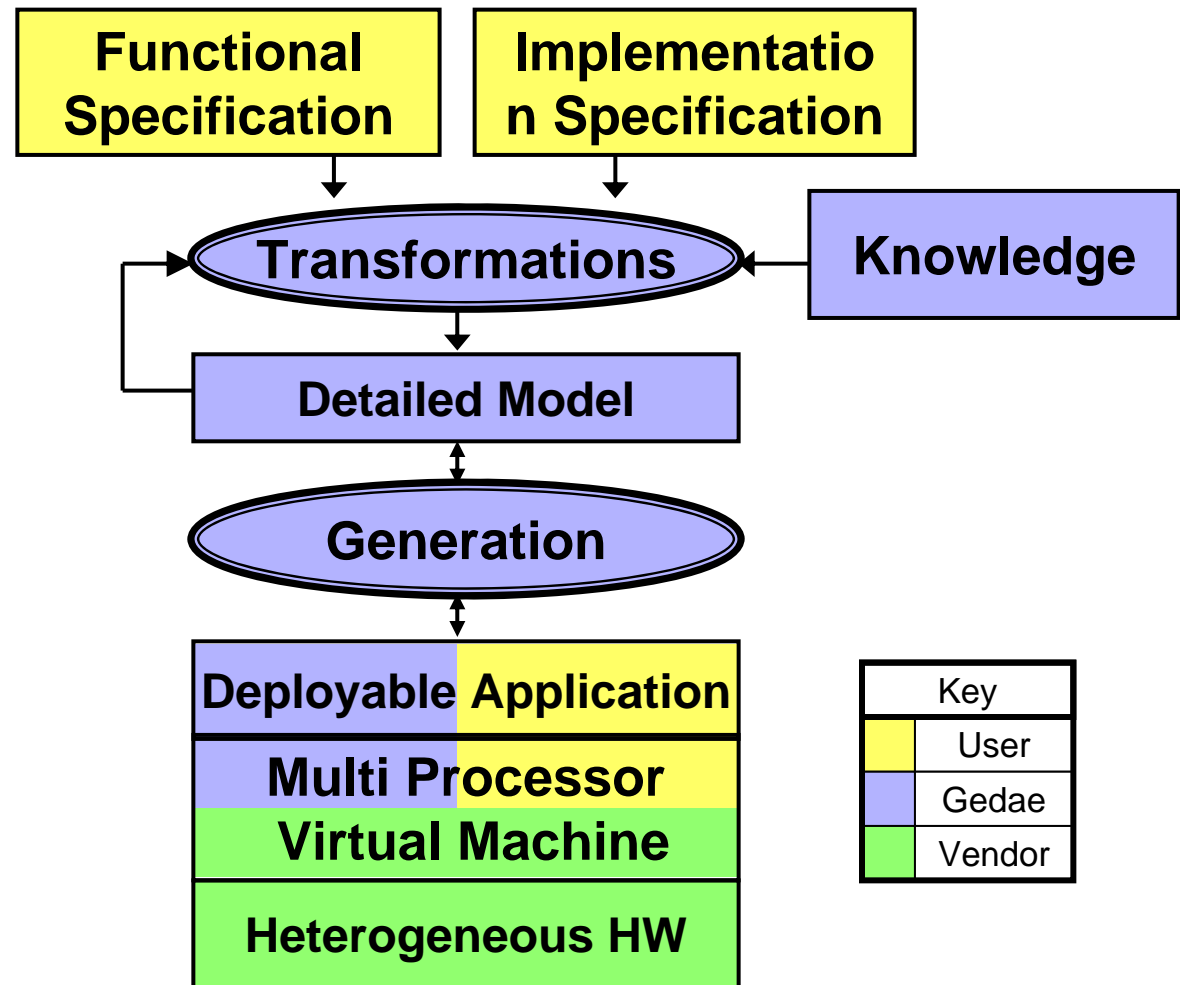 Functional
Specification
Implementatio
n Specification
Transformations
Knowledge
Detailed Model
Generation
Deployable Application
Multi Processor
Virtual Machine
Heterogeneous HW
Key
User
Gedae
Vendor